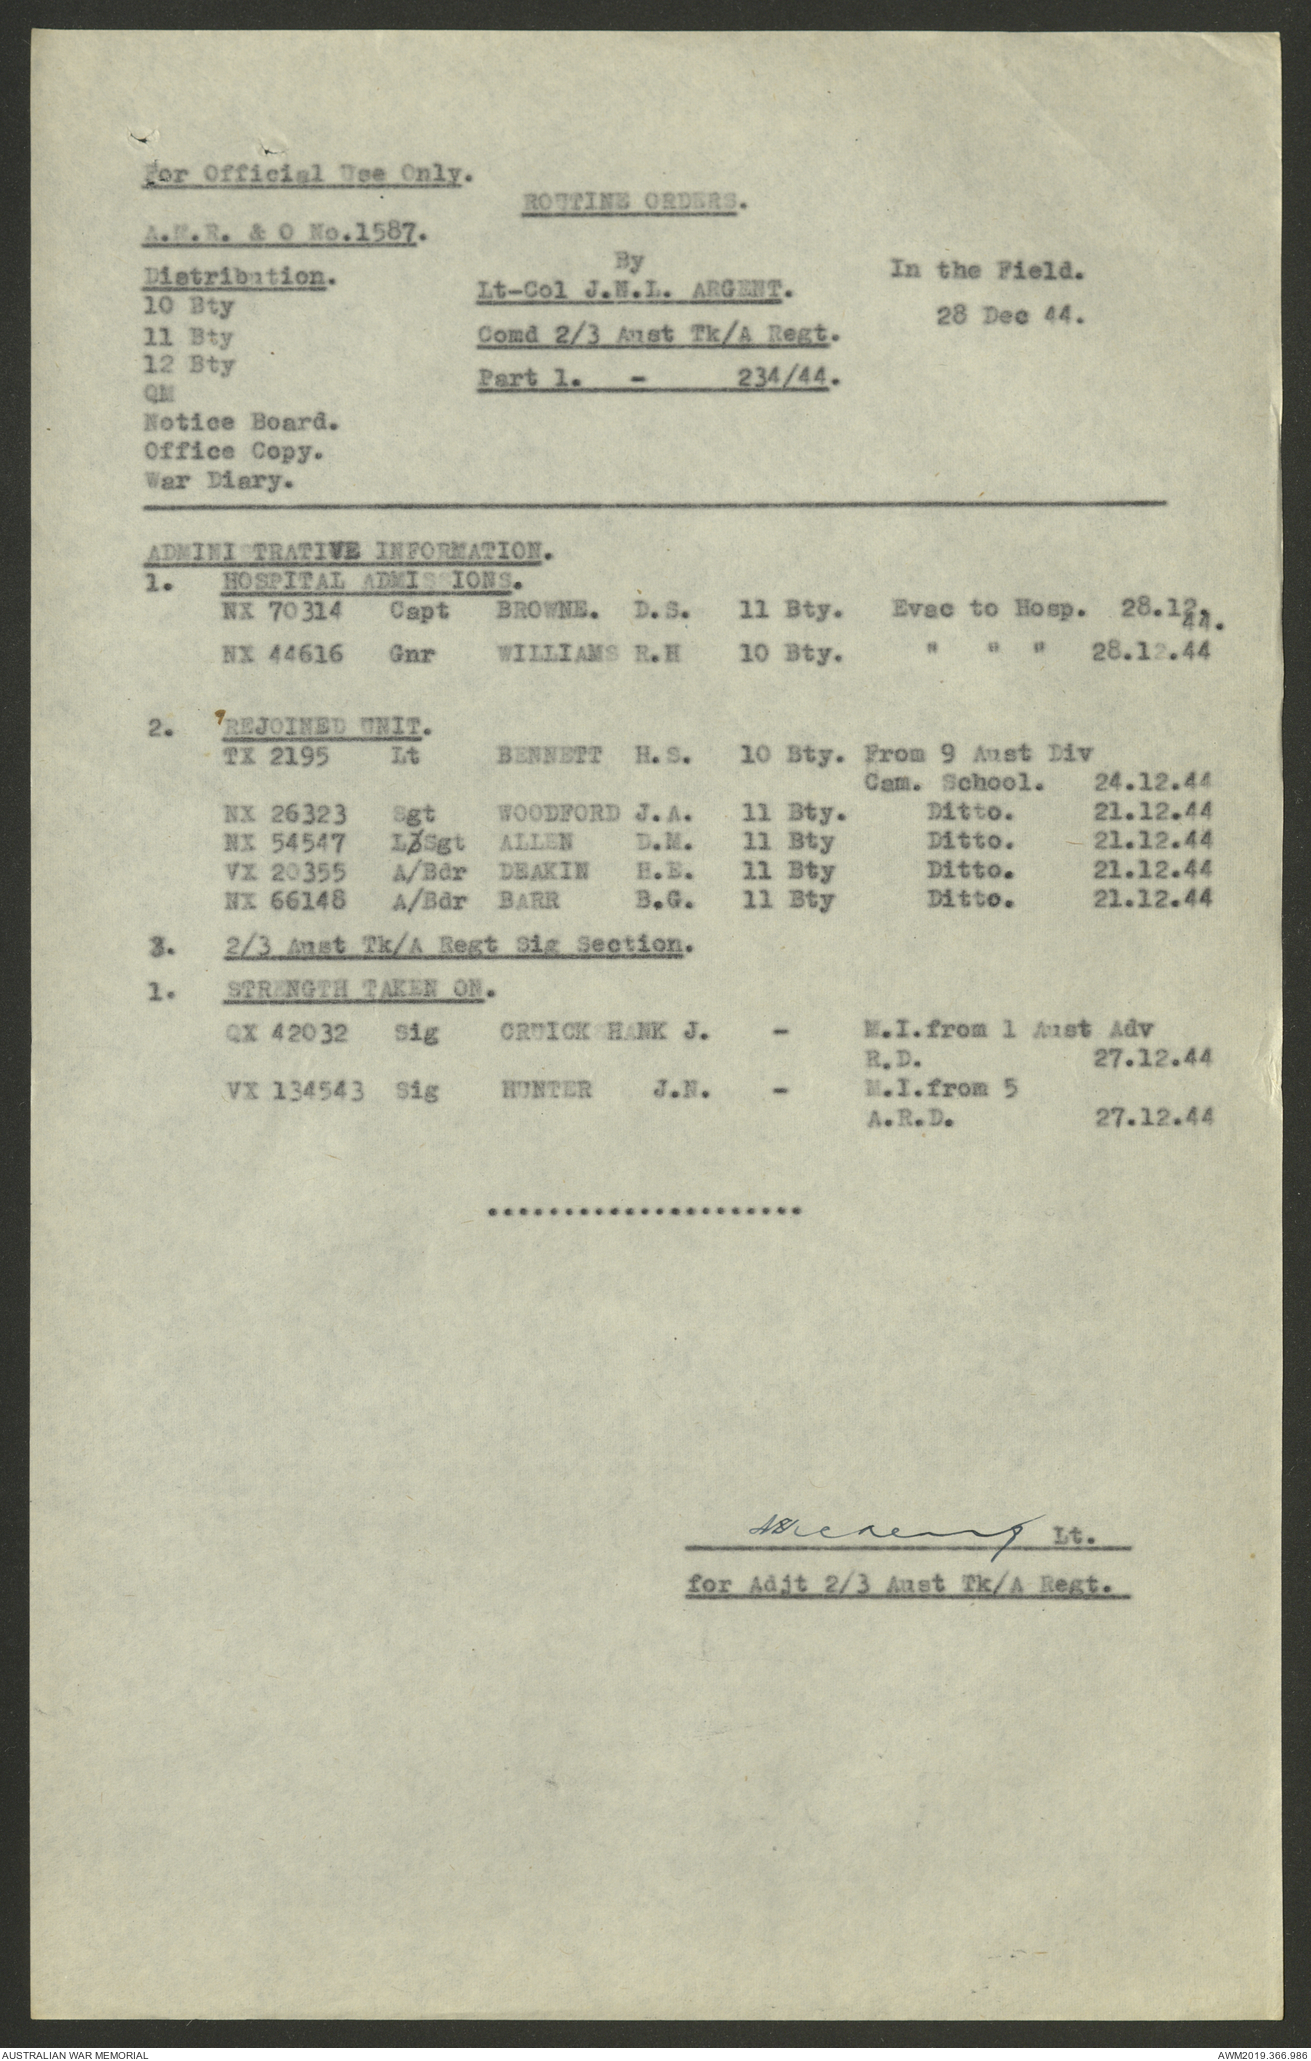 For Official Use Only.
ROUTINE ORDERS.
A.M.R. & O No.1587.
By
In the Field.
Distribution.
Lt-Col J.N.L. ARGENT.
10 Bty
28 Dec 44.
11 Bty
Comd 2/3 Aust Tk/A Regt.
12 Bty
Part 1. - 234/44.
QM
Notice Board.
Office Copy.
War Diary.
ADMINISTRATIVE INFORMATION.
1. HOSPITAL ADMISSIONS.
NX 70314 Capt BROWNE. D.S. 11 Bty. Evac to Hosp. 28.12.
44.
NX 44616 Gnr WILLIAMS R.H 10 Bty. " " " 28.12.44
2. REJOINED UNIT.
TX 2195 Lt BENNETT H.S. 10 Bty. From 9 Aust Div
Cam. School. 24.12.44
NX 26323 Sgt WOODFORD J.A. 11 Bty. Ditto. 21.12.44
NX 54547 L/Sgt ALLEN D.M. 11 Bty Ditto. 21.12.44
VX 20355 A/Bdr DEAKIN H.E. 11 Bty Ditto. 21.12.44
NX 66148 A/Bdr BARR B.G. 11 Bty Ditto. 21.12.44
3. 2/3 Aust Tk/A Regt Sig Section.
1. STRENGTH TAKEN ON.
QX 42032 Sig CRUICKSHANK J. - M.I.from 1 Aust Adv
R.D. 27.12.44
VX 134543 Sig HUNTER J.N. - M.I.from 5
A.R.D. 27.12.44
.....................
Lt.
for Adjt 2/3 Aust Tk/A Regt.
AUSTRALIAN WAR MEMORIAL
AWM2019.366.986